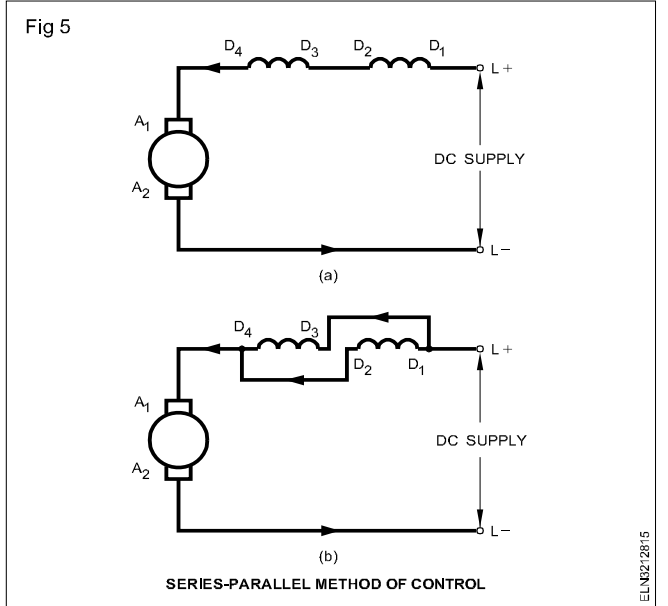 Fig 5
D4 D3 D2 D1
L+
A1
A2
DC SUPPLY
L−
(a)
D4 D3
L+
D2 D1
A1
A2
DC SUPPLY
L−
(b)
SERIES-PARALLEL METHOD OF CONTROL
ELN3212815